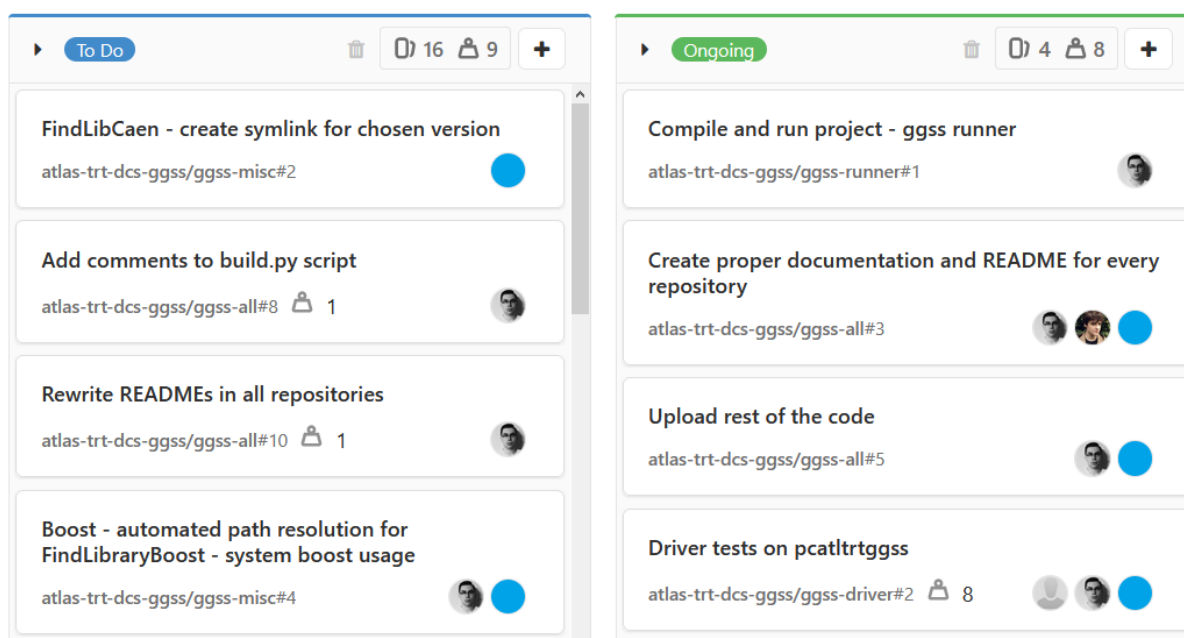 To Do
16 9
FindLibCaen - create symlink for chosen version
atlas-trt-dcs-ggss/ggss-misc#2
Add comments to build.py script
atlas-trt-dcs-ggss/ggss-all#8 1
Rewrite READMEs in all repositories
atlas-trt-dcs-ggss/ggss-all#10 1
Boost - automated path resolution for
FindLibraryBoost - system boost usage
atlas-trt-dcs-ggss/ggss-misc#4
Ongoing
4 8
Compile and run project - ggss runner
atlas-trt-dcs-ggss/ggss-runner#1
Create proper documentation and README for every
repository
atlas-trt-dcs-ggss/ggss-all#3
Upload rest of the code
atlas-trt-dcs-ggss/ggss-all#5
Driver tests on pcatltrtggss
atlas-trt-dcs-ggss/ggss-driver#2 8